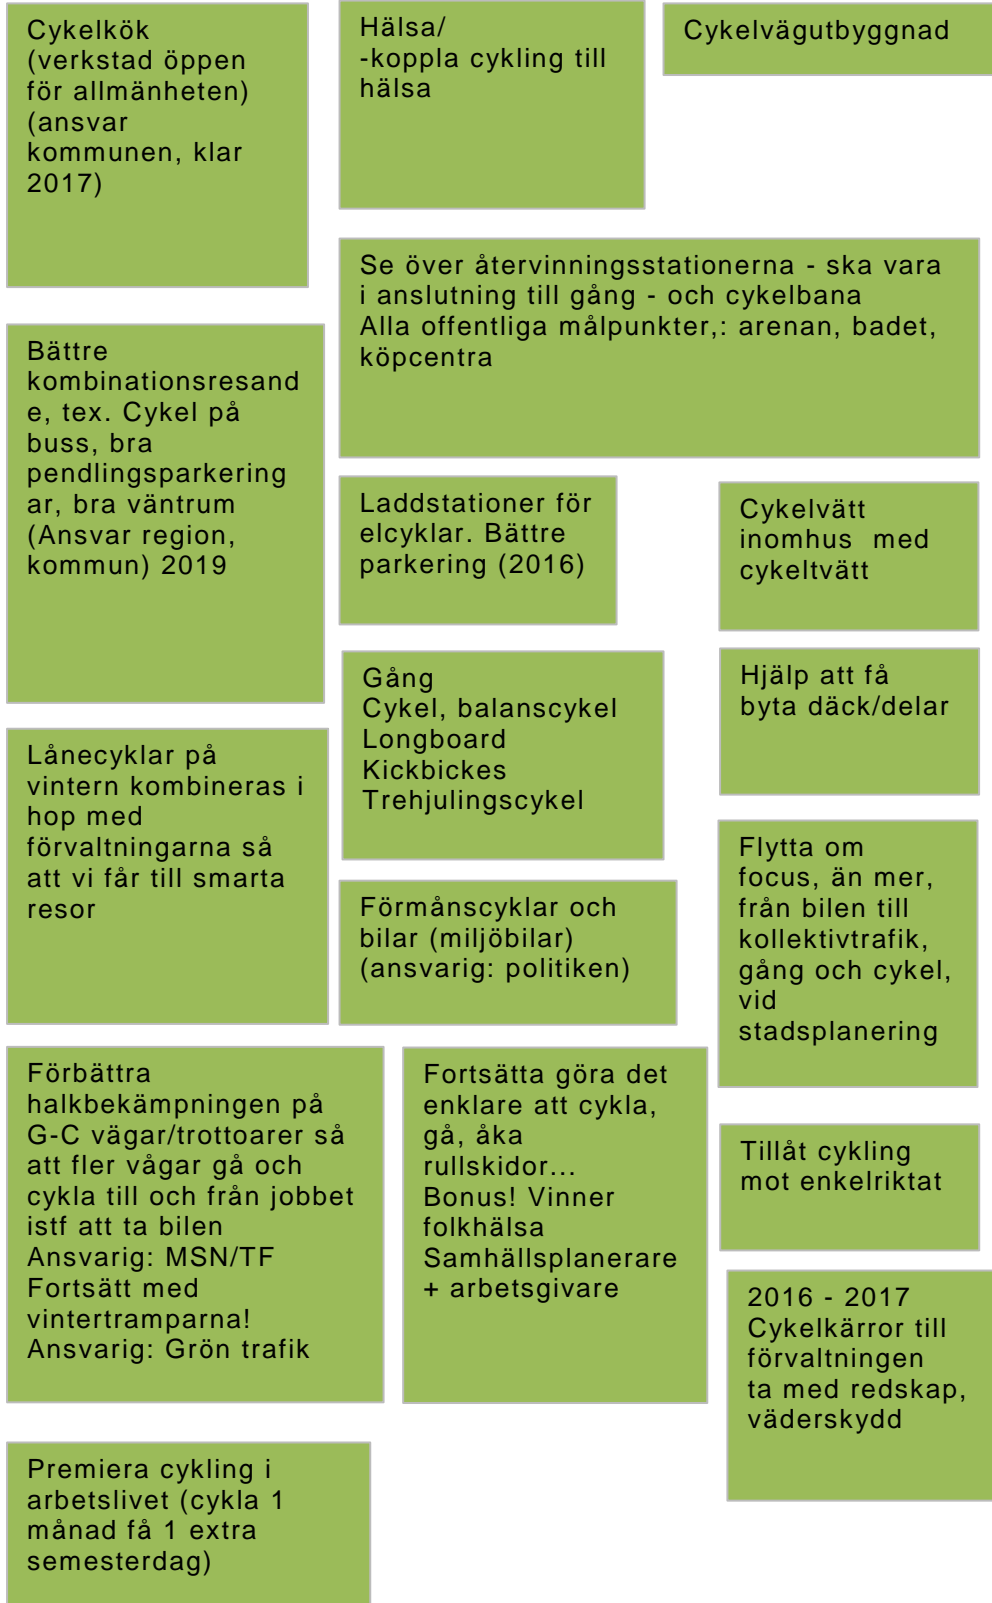 Cykelkök
(verkstad öppen
för allmänheten)
(ansvar
kommunen, klar
2017)
Hälsa/
-koppla cykling till
hälsa
Cykelvägutbyggnad
Se över återvinningsstationerna - ska vara
i anslutning till gång - och cykelbana
Alla offentliga målpunkter,: arenan, badet,
köpcentra
Bättre
kombinationsresand
e, tex. Cykel på
buss, bra
pendlingsparkering
ar, bra väntrum
(Ansvar region,
kommun) 2019
Laddstationer för
elcyklar. Bättre
parkering (2016)
Cykelvätt
inomhus  med
cykeltvätt
Gång
Cykel, balanscykel
Longboard
Kickbickes
Trehjulingscykel
Hjälp att få
byta däck/delar
Lånecyklar på
vintern kombineras i
hop med
förvaltningarna så
att vi får till smarta
resor
Förmånscyklar och
bilar (miljöbilar)
(ansvarig: politiken)
Flytta om
focus, än mer,
från bilen till
kollektivtrafik,
gång och cykel,
vid
stadsplanering
Förbättra
halkbekämpningen på
G-C vägar/trottoarer så
att fler vågar gå och
cykla till och från jobbet
istf att ta bilen
Ansvarig: MSN/TF
Fortsätt med
vintertramparna!
Ansvarig: Grön trafik
Fortsätta göra det
enklare att cykla,
gå, åka
rullskidor...
Bonus! Vinner
folkhälsa
Samhällsplanerare
+ arbetsgivare
Tillåt cykling
mot enkelriktat
2016 - 2017
Cykelkärror till
förvaltningen
ta med redskap,
väderskydd
Premiera cykling i
arbetslivet (cykla 1
månad få 1 extra
semesterdag)